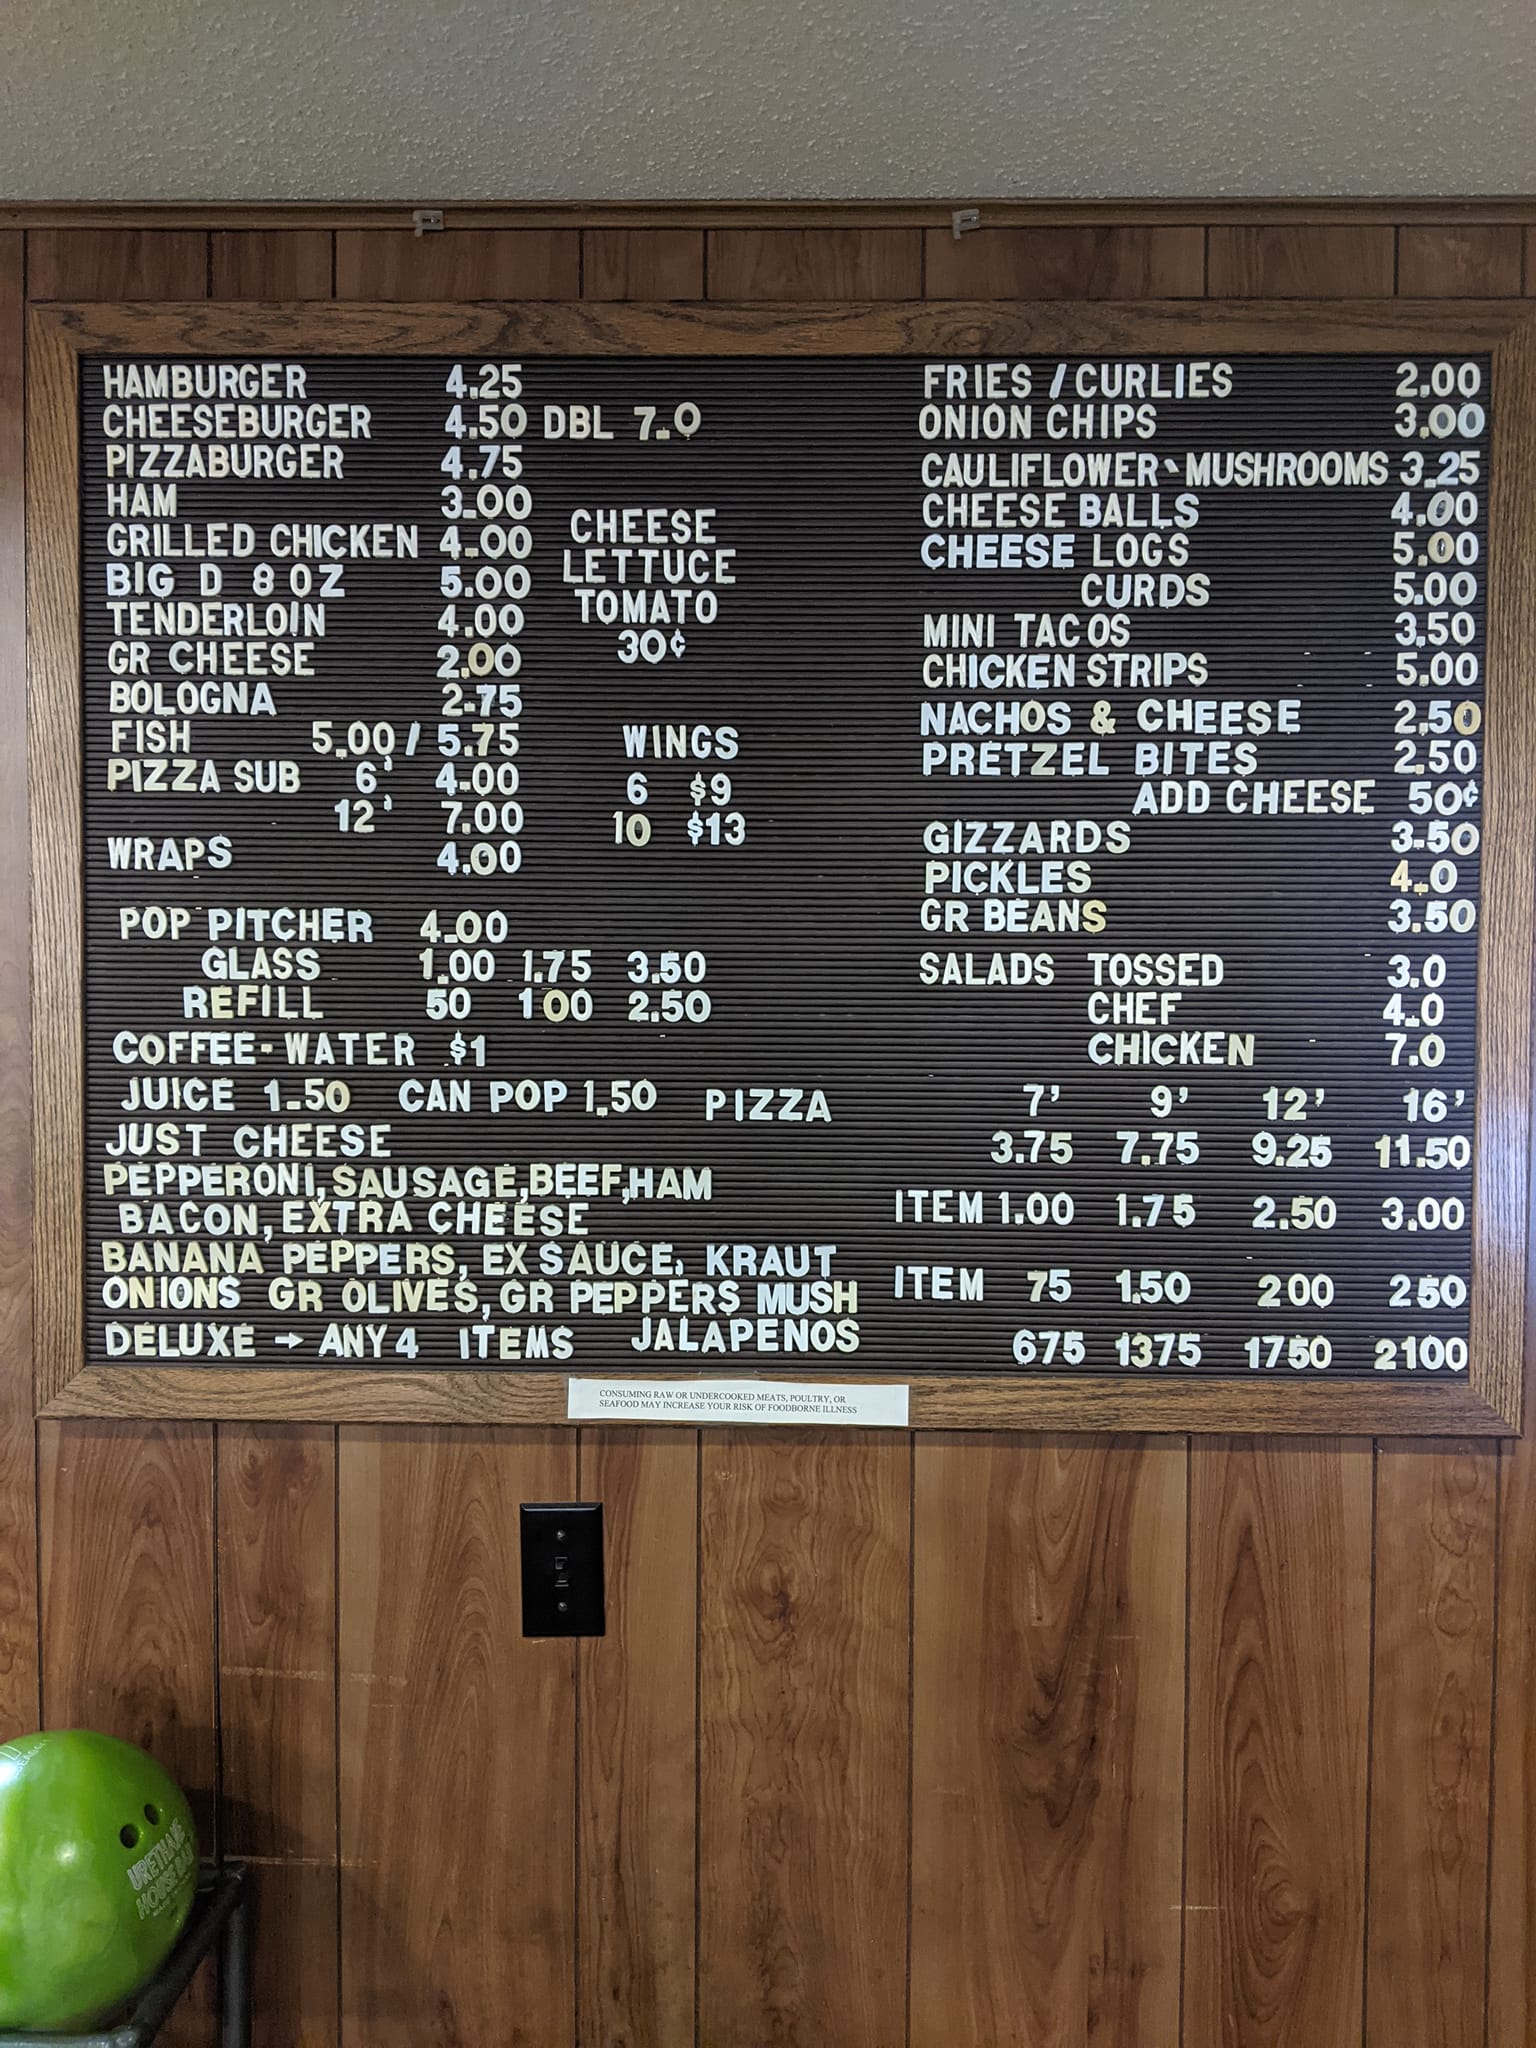 HAMBURGER 4.25
CHEESEBURGER 4.50 DBL 7.0
PIZZABURGER 4.75
HAM 3.00
GRILLED CHICKEN 4.00
BIG D 8 OZ 5.00
TENDERLOIN 4.00
GR CHEESE 2.00
BOLOGNA 2.75
FISH 5.00 / 5.75
PIZZA SUB 6' 4.00
12' 7.00
WRAPS 4.00
CHEESE
LETTUCE
TOMATO
30¢
WINGS
6 $9
10 $13
POP PITCHER 4.00
GLASS 1.00 1.75 3.50
REFILL 50 100 2.50
COFFEE-WATER $1
JUICE 1.50 CAN POP 1.50
FRIES / CURLIES 2.00
ONION CHIPS 3.00
CAULIFLOWER ` MUSHROOMS 3.25
CHEESE BALLS 4.00
CHEESE LOGS 5.00
CURDS 5.00
MINI TACOS 3.50
CHICKEN STRIPS 5.00
NACHOS & CHEESE 2.50
PRETZEL BITES 2.50
ADD CHEESE 50¢
GIZZARDS 3.50
PICKLES 4.0
GR BEANS 3.50
SALADS TOSSED 3.0
CHEF 4.0
CHICKEN 7.0
PIZZA 7' 9' 12' 16'
JUST CHEESE 3.75 7.75 9.25 11.50
PEPPERONI, SAUSAGE, BEEF, HAM
BACON, EXTRA CHEESE ITEM 1.00 1.75 2.50 3.00
BANANA PEPPERS, EX SAUCE, KRAUT
ONIONS GR OLIVES, GR PEPPERS MUSH ITEM 75 1.50 200 250
JALAPENOS
DELUXE → ANY 4 ITEMS 675 1375 1750 2100
CONSUMING RAW OR UNDERCOOKED MEATS, POULTRY, OR
SEAFOOD MAY INCREASE YOUR RISK OF FOODBORNE ILLNESS
URETHANE
HOUSE BALL